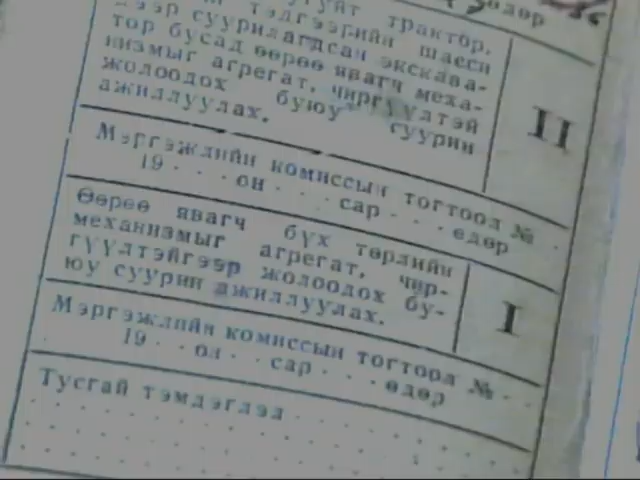 өдөр
трактор,
тэдгээрийн шасси
дээр суурилагдсан экскава-
тор бусад өөрөө явагч меха-
низмыг агрегат, чиргүүлтэй
жолоодох буюу суурин
ажиллуулах.
II
Мэргэжлийн комиссын тогтоол №
19 . . . он . . . сар . . . өдөр
Өөрөө явагч бүх төрлийн
механизмыг агрегат, чир-
гүүлтэйгээр жолоодох бу-
юу суурин ажиллуулах.
I
Мэргэжлийн комиссын тогтоол №
19 . . он . . . сар . . . өдөр
Тусгай тэмдэглэл